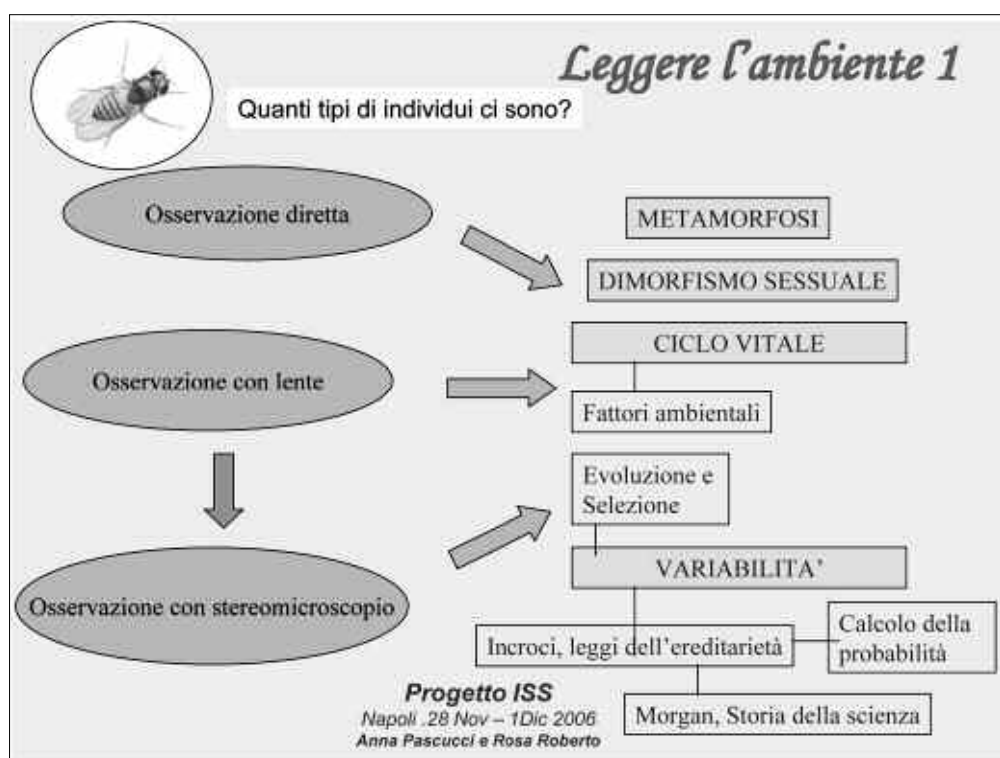 Leggere l'ambiente 1
Quanti tipi di individui ci sono?
Osservazione diretta
METAMORFOSI
DIMORFISMO SESSUALE
Osservazione con lente
CICLO VITALE
Fattori ambientali
Evoluzione e
Selezione
Osservazione con stereomicroscopio
VARIABILITA'
Incroci, leggi dell'ereditarietà
Calcolo della
probabilità
Morgan, Storia della scienza
Progetto ISS
Napoli .28 Nov – 1Dic 2006
Anna Pascucci e Rosa Roberto